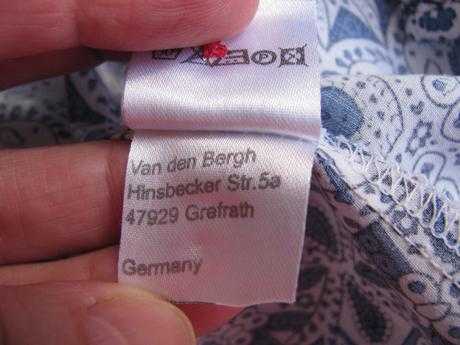 Van den Bergh
Hinsbecker Str.5a
47929 Grefrath
Germany